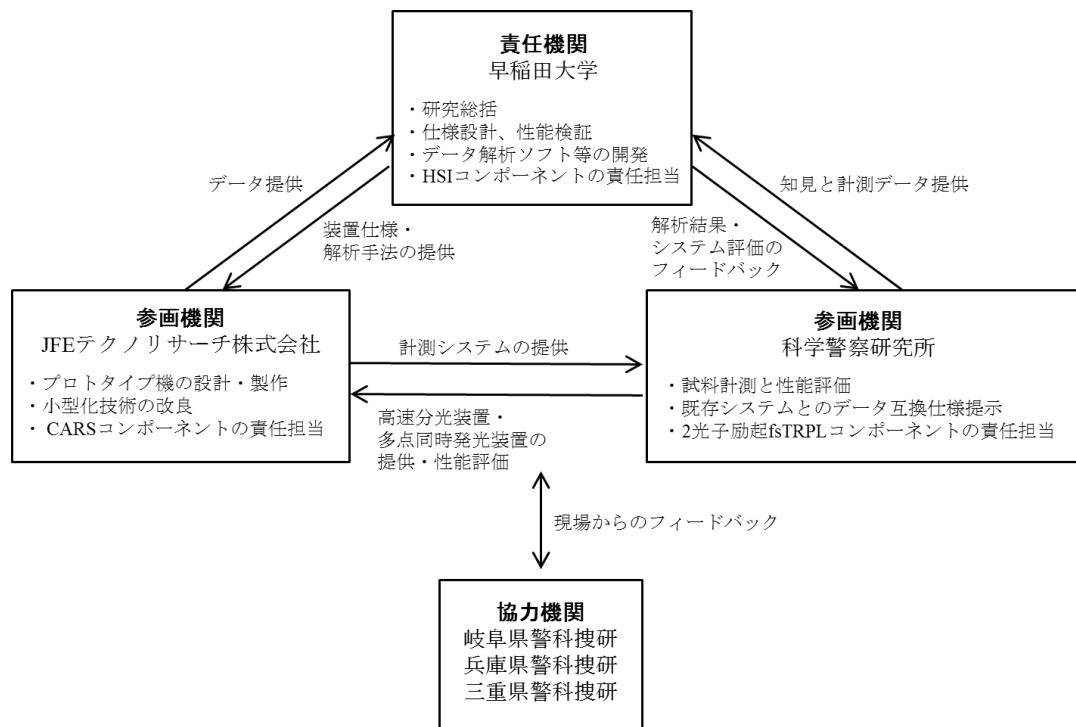 責任機関
早稲田大学
・研究総括
・仕様設計、性能検証
・データ解析ソフト等の開発
・HSIコンポーネントの責任担当
データ提供
装置仕様・
解析手法の提供
知見と計測データ提供
解析結果・
システム評価の
フィードバック
参画機関
JFEテクノリサーチ株式会社
・プロトタイプ機の設計・製作
・小型化技術の改良
・CARSコンポーネントの責任担当
計測システムの提供
高速分光装置・
多点同時発光装置の
提供・性能評価
参画機関
科学警察研究所
・試料計測と性能評価
・既存システムとのデータ互換仕様提示
・2光子励起fsTRPLコンポーネントの責任担当
現場からのフィードバック
協力機関
岐阜県警科捜研
兵庫県警科捜研
三重県警科捜研